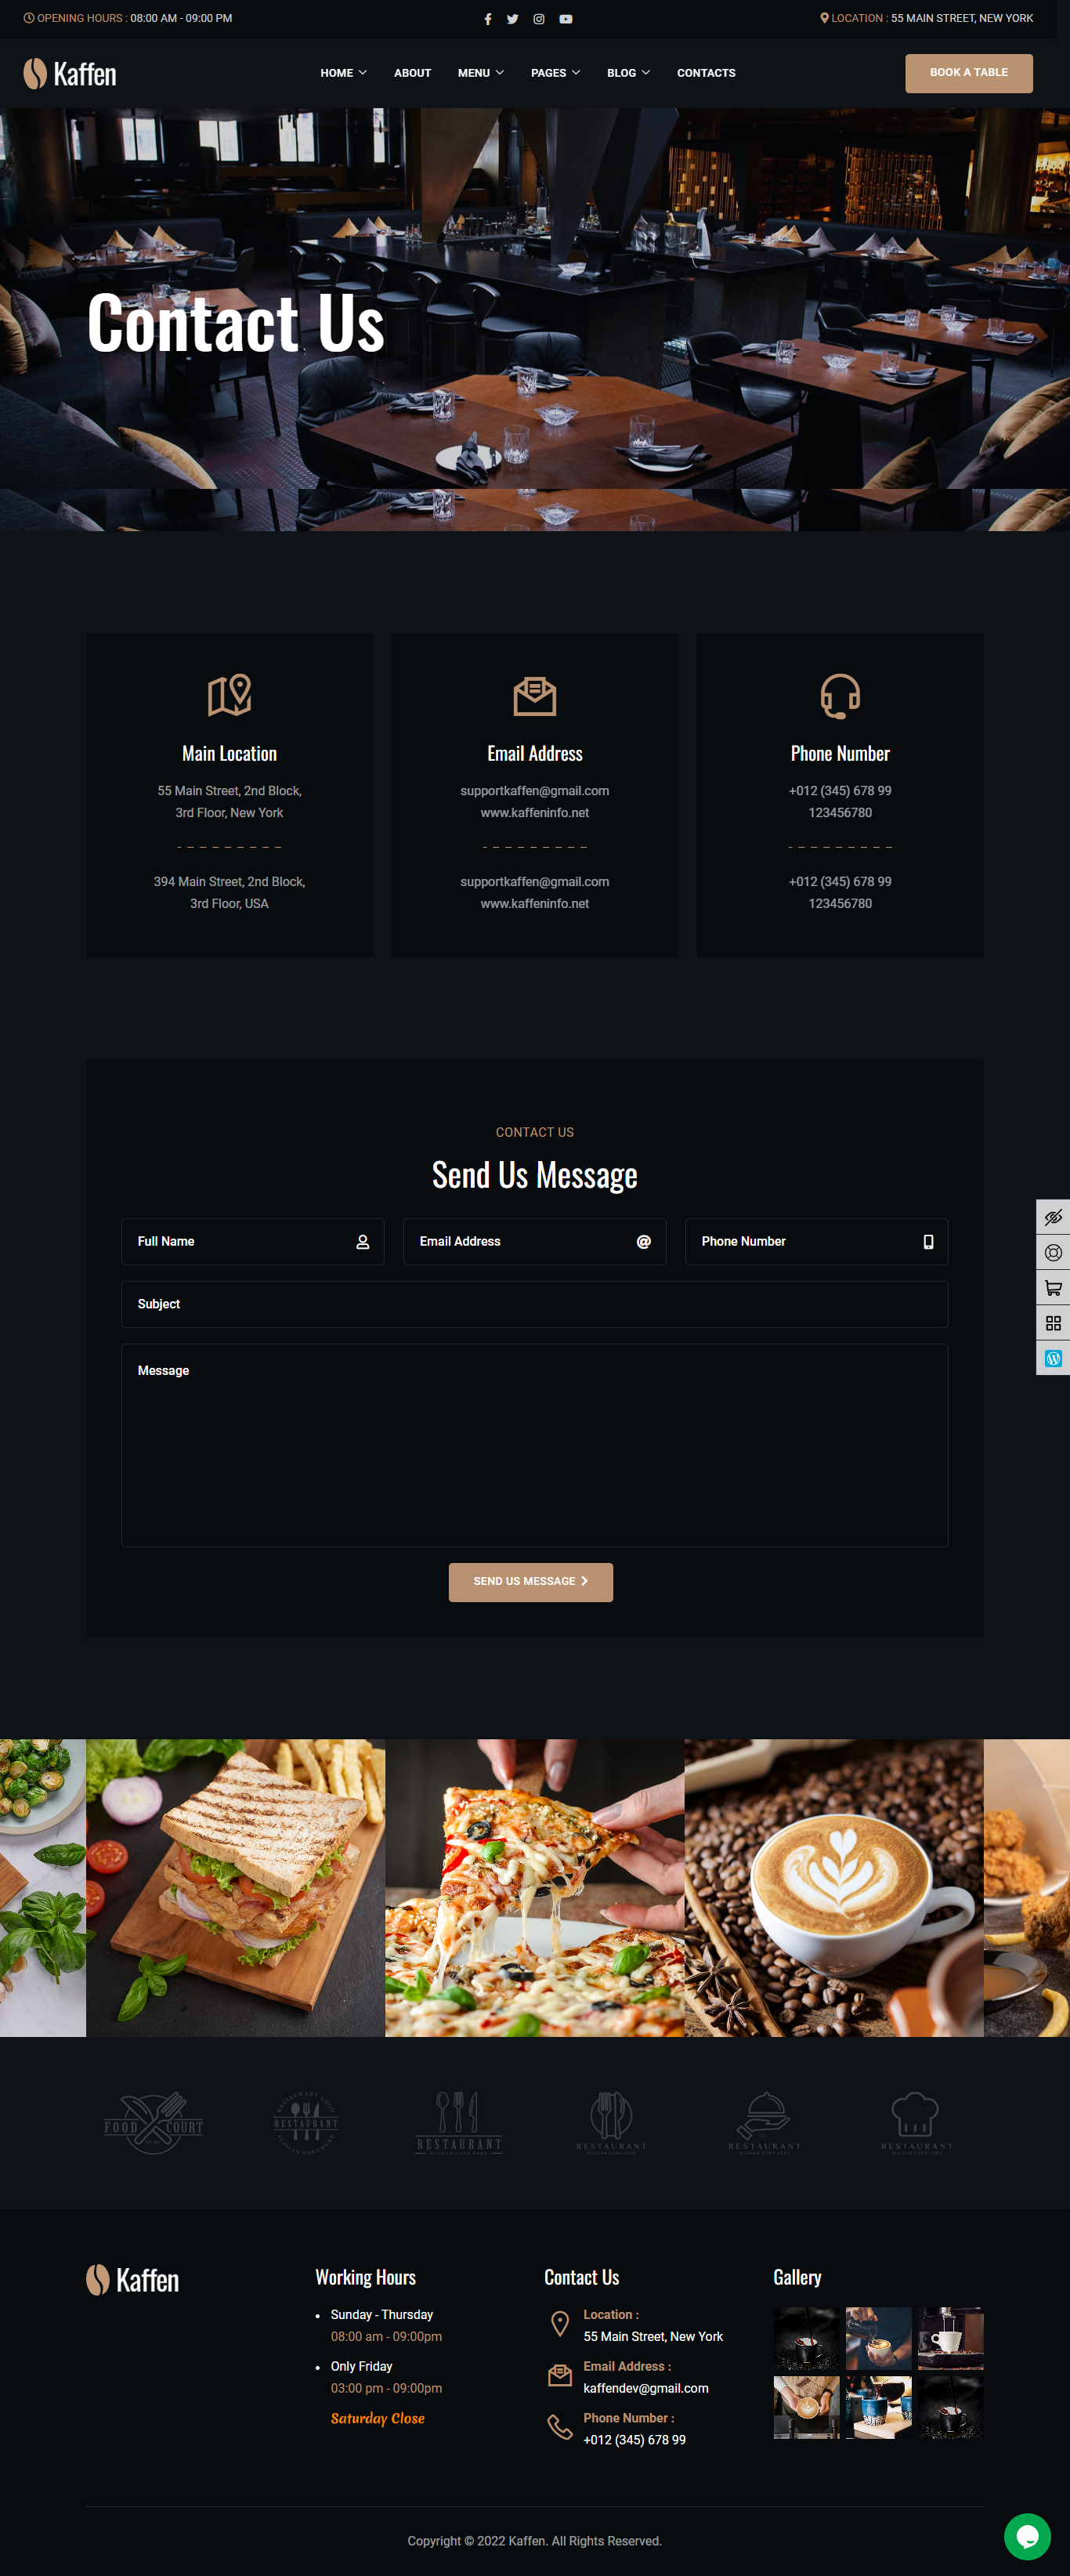 OPENING HOURS : 08:00 AM - 09:00 PM
LOCATION : 55 MAIN STREET, NEW YORK
Kaffen
HOME
ABOUT
MENU
PAGES
BLOG
CONTACTS
BOOK A TABLE
Contact Us
Main Location
55 Main Street, 2nd Block,
3rd Floor, New York
394 Main Street, 2nd Block,
3rd Floor, USA
Email Address
supportkaffen@gmail.com
www.kaffeninfo.net
supportkaffen@gmail.com
www.kaffeninfo.net
Phone Number
+012 (345) 678 99
123456780
+012 (345) 678 99
123456780
CONTACT US
Send Us Message
Full Name
Email Address
Phone Number
Subject
Message
SEND US MESSAGE
FOOD COURT
RESTAURANT
RESTAURANT
RESTAURANT
RESTAURANT
RESTAURANT
Kaffen
Working Hours
Sunday - Thursday
08:00 am - 09:00pm
Only Friday
03:00 pm - 09:00pm
Saturday Close
Contact Us
Location :
55 Main Street, New York
Email Address :
kaffendev@gmail.com
Phone Number :
+012 (345) 678 99
Gallery
Copyright © 2022 Kaffen. All Rights Reserved.